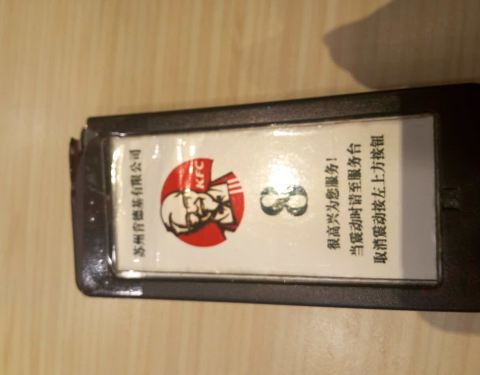 苏州肯德基有限公司
KFC
8
很高兴为您服务!
当震动时请至服务台
取消震动按左上方按钮